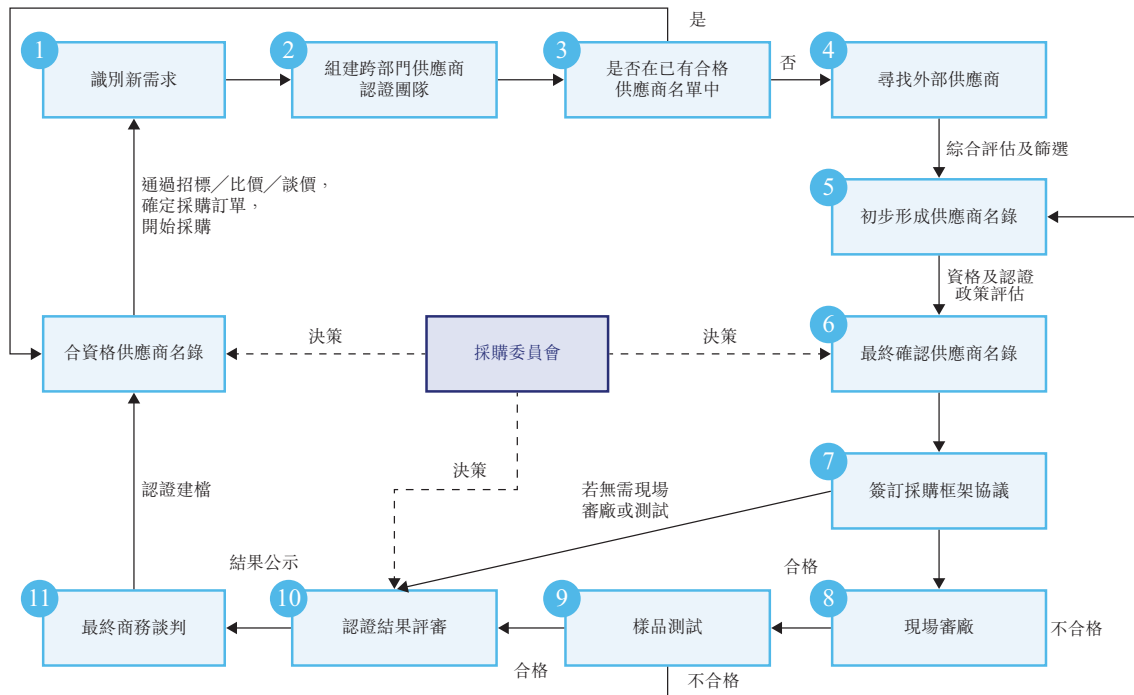 是
1
識別新需求
2
組建跨部門供應商
認證團隊
3
是否在已有合格
供應商名單中
否
4
尋找外部供應商
綜合評估及篩選
通過招標／比價／談價，
確定採購訂單，
開始採購
5
初步形成供應商名錄
資格及認證
政策評估
合資格供應商名錄
決策
採購委員會
決策
6
最終確認供應商名錄
認證建檔
決策
若無需現場
審廠或測試
7
簽訂採購框架協議
結果公示
合格
11
最終商務談判
10
認證結果評審
9
樣品測試
8
現場審廠
不合格
合格
不合格